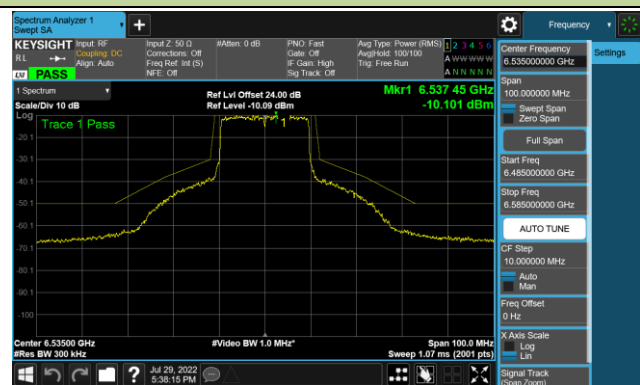 Spectrum Analyzer 1
Swept SA
Frequency
KEYSIGHT
RL
LW PASS
Input: RF
Coupling: DC
Align: Auto
Input Z: 50 Ω
Corrections: Off
Freq Ref: Int (S)
NFE: Off
#Atten: 0 dB
PNO: Fast
Gate: Off
IF Gain: High
Sig Track: Off
Avg Type: Power (RMS)
Avg|Hold: 100/100
Trig: Free Run
1 2 3 4 5 6
A W W W W W
A N N N N N
1 Spectrum
Scale/Div 10 dB
Ref Lvl Offset 24.00 dB
Ref Level -10.09 dBm
Mkr1 6.537 45 GHz
-10.101 dBm
Log
Trace 1 Pass
1
-20.1
-30.1
-40.1
-50.1
-60.1
-70.1
-80.1
-90.1
-100
Center 6.53500 GHz
#Res BW 300 kHz
#Video BW 1.0 MHz*
Span 100.0 MHz
Sweep 1.07 ms (2001 pts)
Center Frequency
6.535000000 GHz
Settings
Span
100.000000 MHz
Swept Span
Zero Span
Full Span
Start Freq
6.485000000 GHz
Stop Freq
6.585000000 GHz
AUTO TUNE
CF Step
10.000000 MHz
Auto
Man
Freq Offset
0 Hz
X Axis Scale
Log
Lin
Signal Track
(Span Zoom)
?
Jul 29, 2022
5:38:15 PM